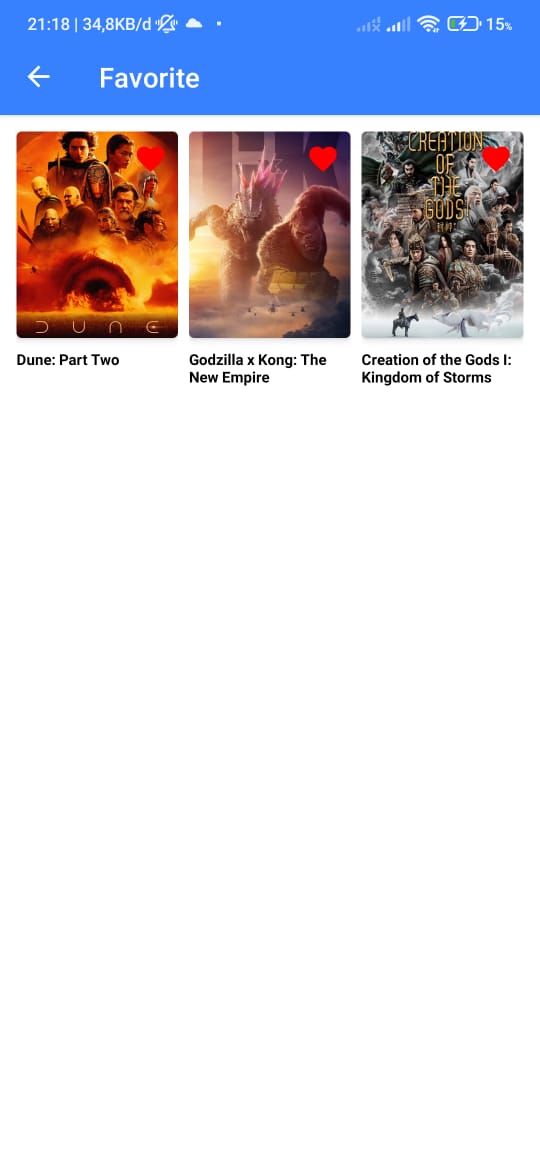 21:18 | 34,8KB/d
15%
Favorite
CREATION
OF
THE
GODS I
DUNE
Dune: Part Two
Godzilla x Kong: The
New Empire
Creation of the Gods I:
Kingdom of Storms